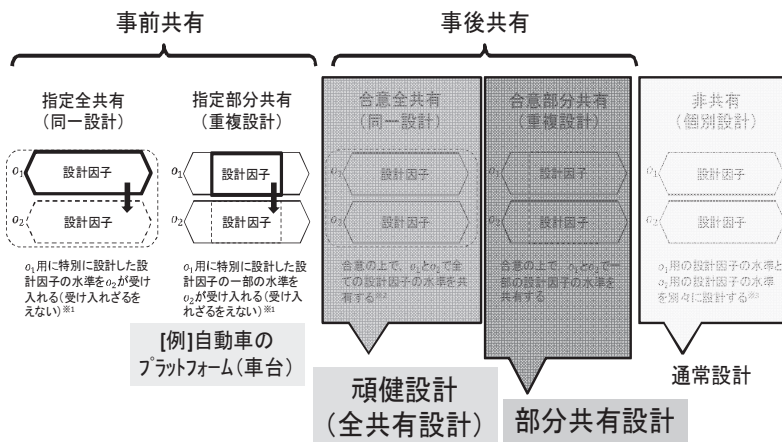 事前共有
事後共有
指定全共有
(同一設計)
o₁
設計因子
o₂
設計因子
o₁用に特別に設計した設
計因子の水準をo₂が受け
入れる(受け入れざるを
えない)※1
指定部分共有
(重複設計)
o₁
設計因子
o₂
設計因子
o₁用に特別に設計した設
計因子の一部の水準を
o₂が受け入れる(受け入
れざるをえない)※1
[例]自動車の
プラットフォーム(車台)
合意全共有
(同一設計)
o₁
設計因子
o₂
設計因子
合意の上で、o₁とo₂で全
ての設計因子の水準を共
有する※2
頑健設計
(全共有設計)
合意部分共有
(重複設計)
o₁
設計因子
o₂
設計因子
合意の上で、o₁とo₂で一
部の設計因子の水準を
共有する
部分共有設計
非共有
(個別設計)
o₁
設計因子
o₂
設計因子
o₁用の設計因子の水準と
o₂用の設計因子の水準
を別々に設計する※3
通常設計